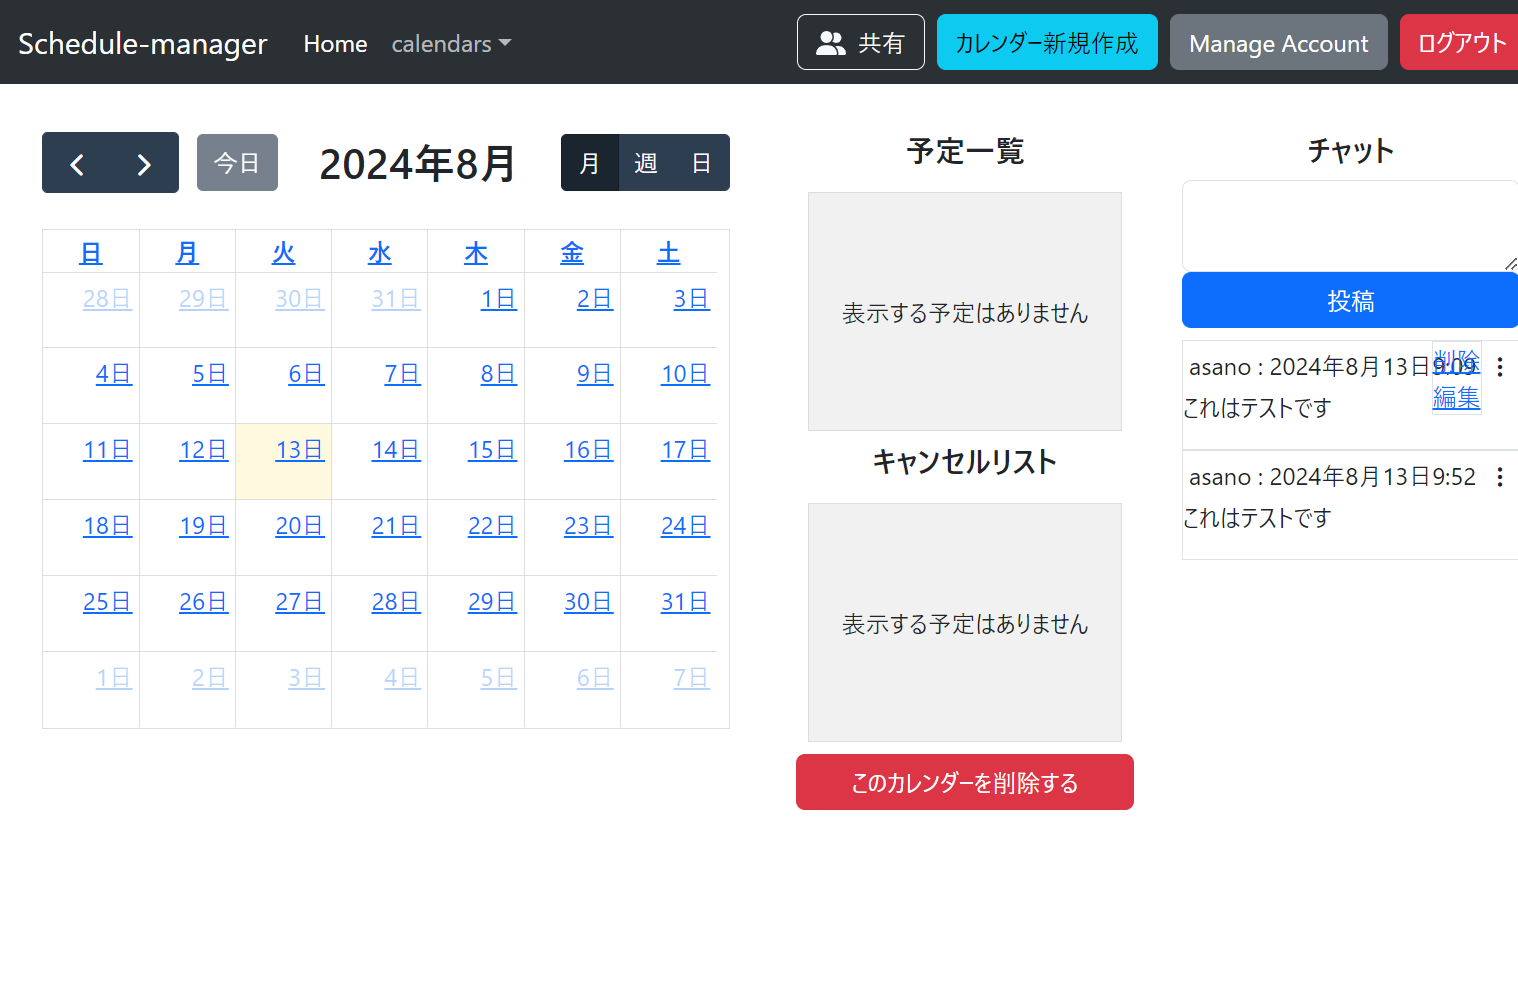 Schedule-manager Home calendars 共有 カレンダー新規作成 Manage Account ログアウト
今日 2024年8月 月 週 日
日 月 火 水 木 金 土
28日 29日 30日 31日 1日 2日 3日
4日 5日 6日 7日 8日 9日 10日
11日 12日 13日 14日 15日 16日 17日
18日 19日 20日 21日 22日 23日 24日
25日 26日 27日 28日 29日 30日 31日
1日 2日 3日 4日 5日 6日 7日
予定一覧
表示する予定はありません
キャンセルリスト
表示する予定はありません
このカレンダーを削除する
チャット
投稿
asano : 2024年8月13日9:09
削除
編集
これはテストです
asano : 2024年8月13日9:52
これはテストです